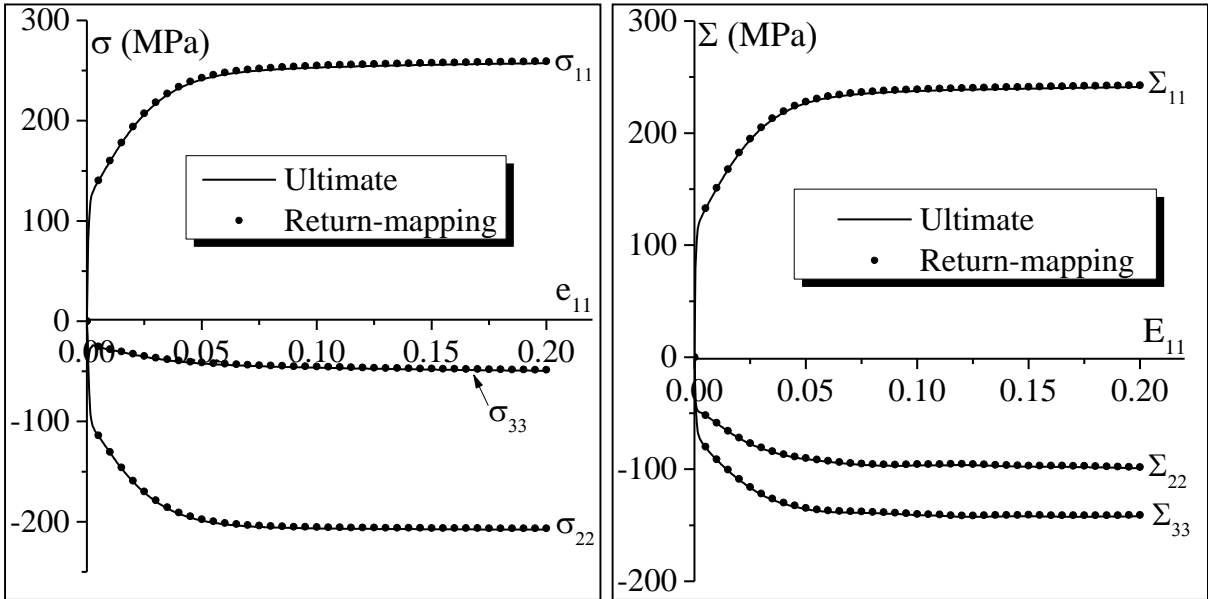 300
σ (MPa)
σ₁₁
200
Ultimate
Return-mapping
100
e₁₁
0
0.00 0.05 0.10 0.15 0.20
σ₃₃
-100
-200
σ₂₂
300
Σ (MPa)
Σ₁₁
200
Ultimate
Return-mapping
100
E₁₁
0
0.00 0.05 0.10 0.15 0.20
-100
Σ₂₂
Σ₃₃
-200